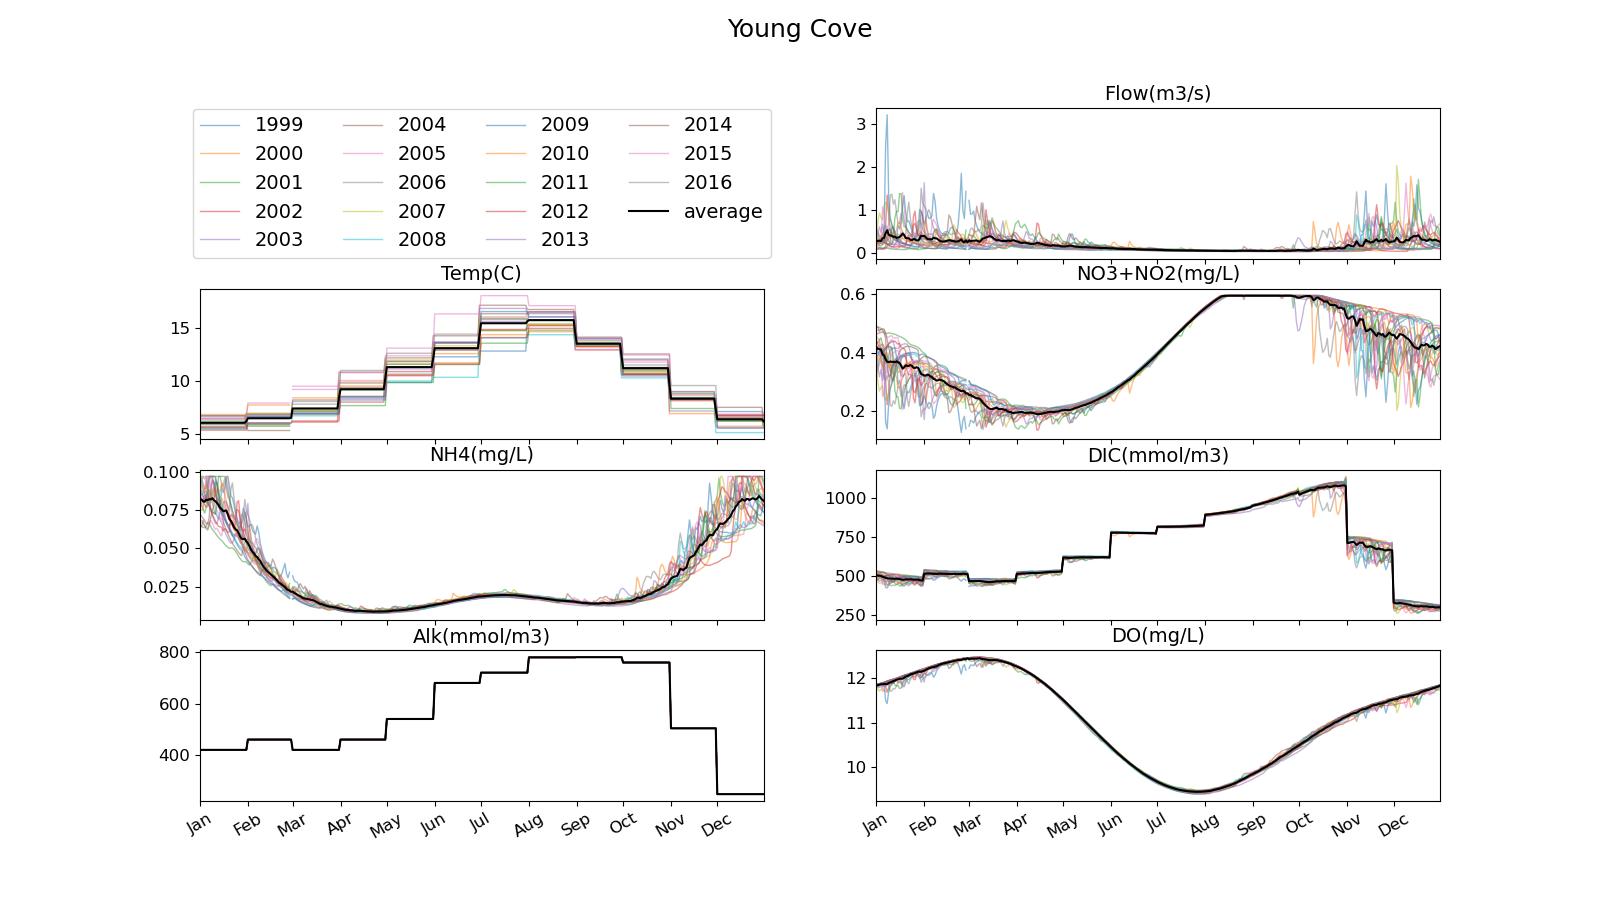 Young Cove
1999 2004 2009 2014
2000 2005 2010 2015
2001 2006 2011 2016
2002 2007 2012 average
2003 2008 2013
Flow(m3/s)
3
2
1
0
Temp(C)
15
10
5
NO3+NO2(mg/L)
0.6
0.4
0.2
NH4(mg/L)
0.100
0.075
0.050
0.025
DIC(mmol/m3)
1000
750
500
250
Alk(mmol/m3)
800
600
400
Jan Feb Mar Apr May Jun Jul Aug Sep Oct Nov Dec
DO(mg/L)
12
11
10
Jan Feb Mar Apr May Jun Jul Aug Sep Oct Nov Dec